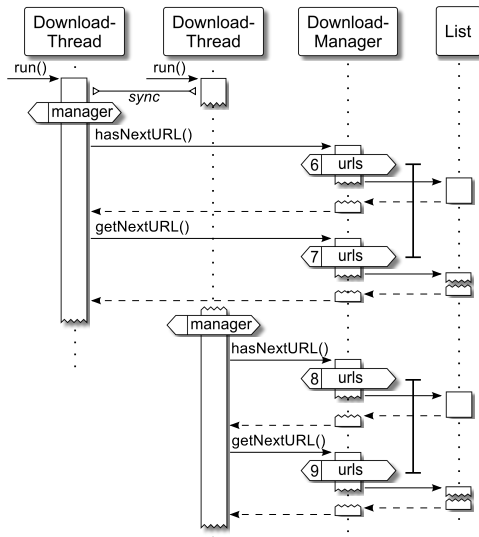 Download-
Thread
Download-
Thread
Download-
Manager
List
run()
run()
sync
manager
hasNextURL()
6 urls
getNextURL()
7 urls
manager
hasNextURL()
8 urls
getNextURL()
9 urls